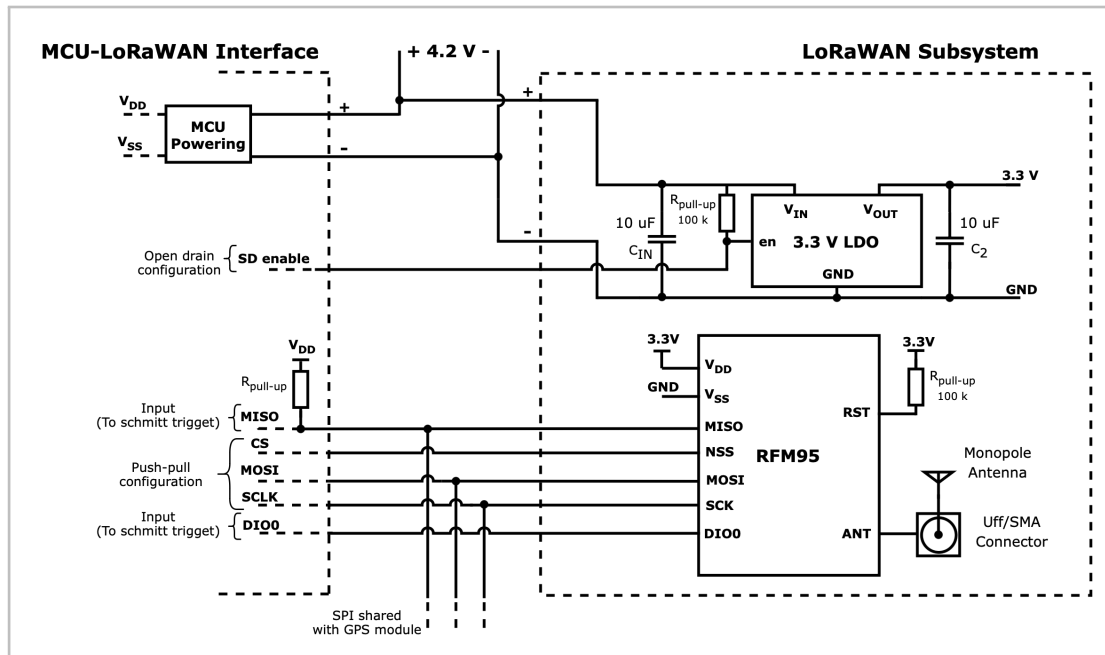 MCU-LoRaWAN Interface
+ 4.2 V -
LoRaWAN Subsystem
VDD
VSS
MCU
Powering
+
-
+
-
3.3 V
Rpull-up
100 k
10 uF
CIN
VIN
VOUT
en
3.3 V LDO
GND
10 uF
C2
GND
Open drain
configuration
SD enable
VDD
Rpull-up
Input
(To schmitt trigget)
MISO
CS
Push-pull
configuration
MOSI
SCLK
Input
(To schmitt trigget)
DIO0
SPI shared
with GPS module
3.3V
GND
VDD
VSS
MISO
NSS
MOSI
SCK
DIO0
RFM95
RST
ANT
3.3V
Rpull-up
100 k
Monopole
Antenna
Uff/SMA
Connector